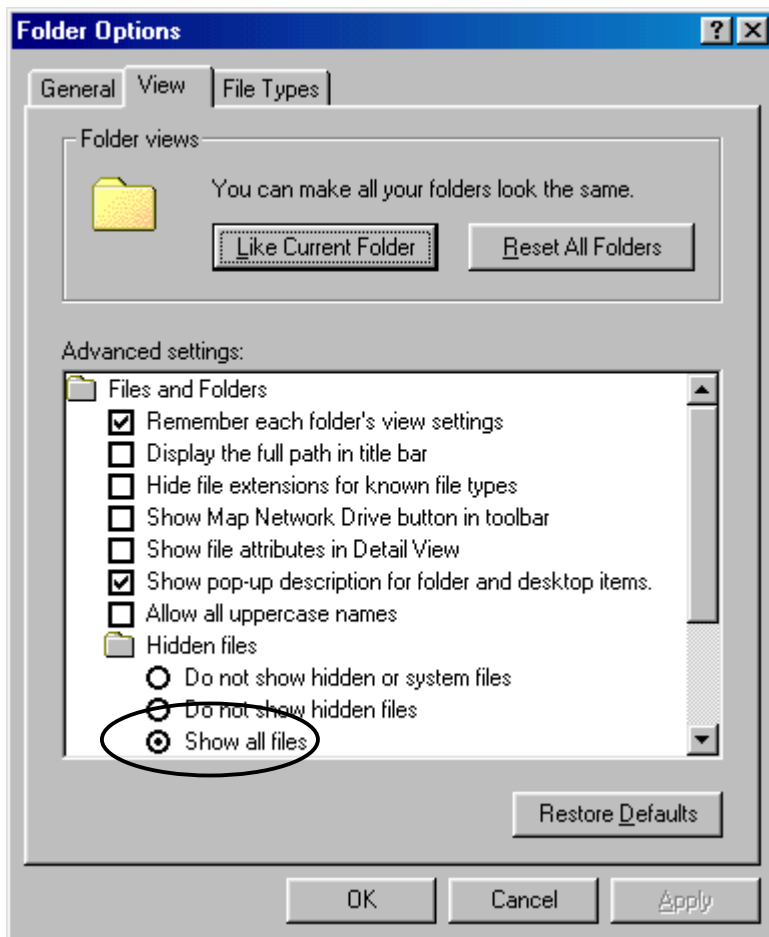 Folder Options
General View File Types
Folder views
You can make all your folders look the same.
Like Current Folder Reset All Folders
Advanced settings:
Files and Folders
Remember each folder's view settings
Display the full path in title bar
Hide file extensions for known file types
Show Map Network Drive button in toolbar
Show file attributes in Detail View
Show pop-up description for folder and desktop items.
Allow all uppercase names
Hidden files
Do not show hidden or system files
Do not show hidden files
Show all files
Restore Defaults
OK Cancel Apply